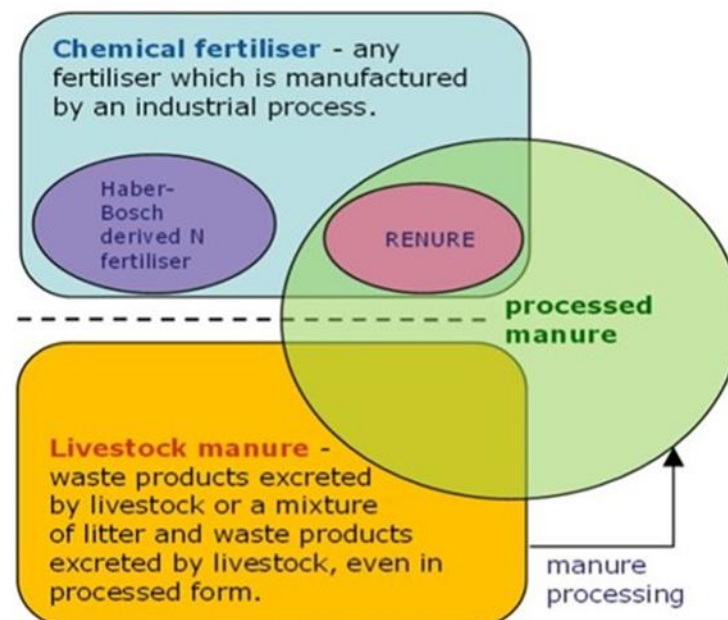 Chemical fertiliser - any
fertiliser which is manufactured
by an industrial process.
Haber-
Bosch
derived N
fertiliser
RENURE
processed
manure
Livestock manure -
waste products excreted
by livestock or a mixture
of litter and waste products
excreted by livestock, even in
processed form.
manure
processing